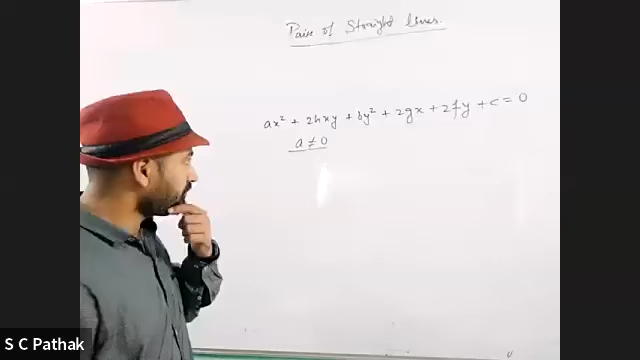 Pair of Straight lines.
ax² + 2hxy + by² + 2gx + 2fy + c = 0
a ≠ 0
S C Pathak